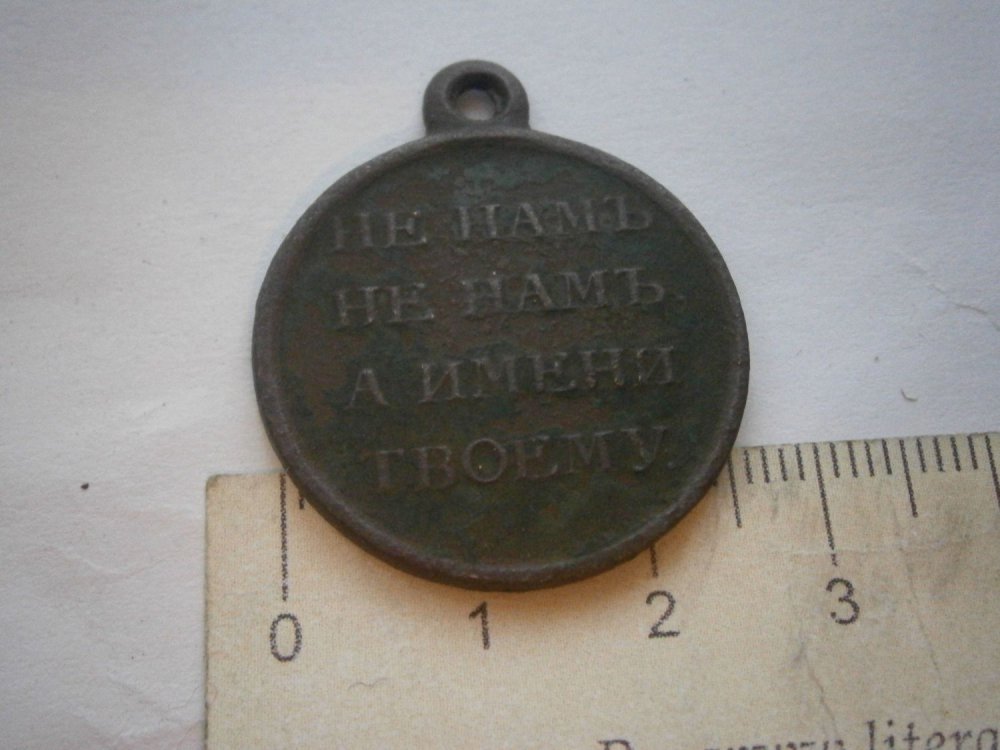 НЕ НАМЪ
НЕ НАМЪ.
А ИМЕНИ
ТВОЕМУ.
0 1 2 3